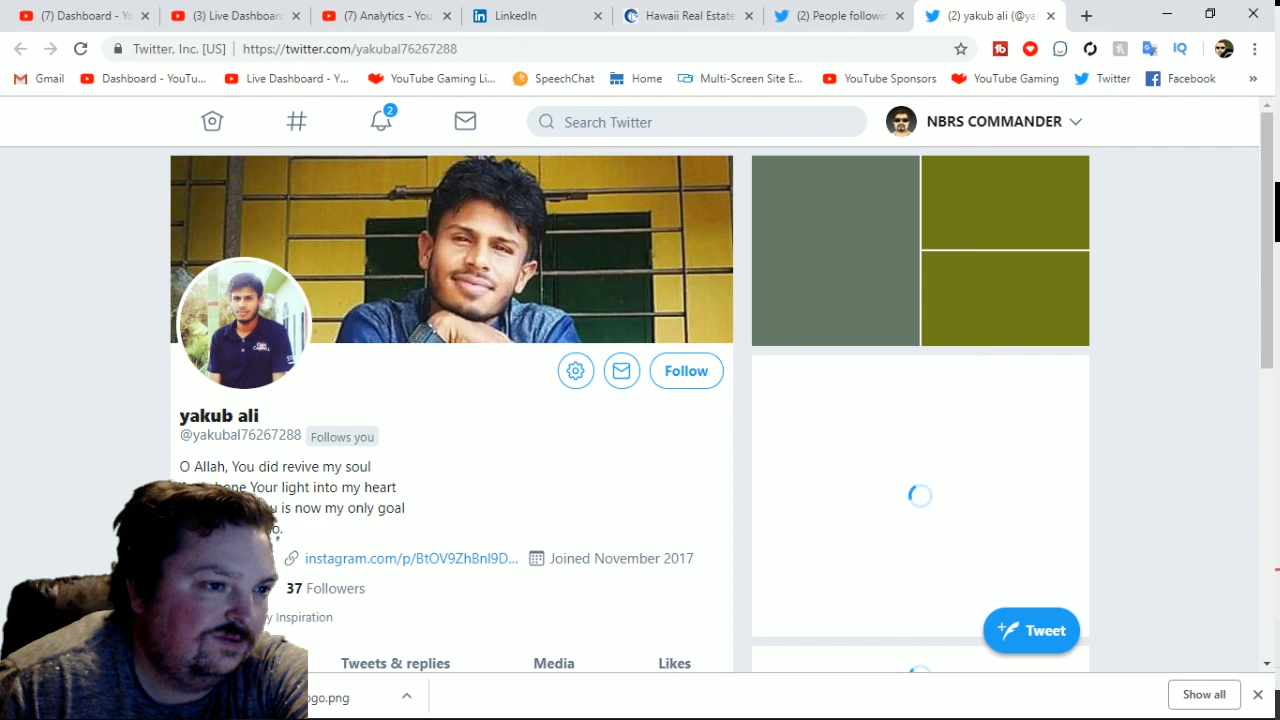 (7) Dashboard - Yo
(3) Live Dashboard
(7) Analytics - You
LinkedIn
Hawaii Real Estate
(2) People followin
(2) yakub ali (@ya
Twitter, Inc. [US] | https://twitter.com/yakubal76267288
Gmail
Dashboard - YouTu...
Live Dashboard - Y...
YouTube Gaming Li...
SpeechChat
Home
Multi-Screen Site E...
YouTube Sponsors
YouTube Gaming
Twitter
Facebook
2
Search Twitter
NBRS COMMANDER
Follow
yakub ali
@yakubal76267288 Follows you
O Allah, You did revive my soul
Your light into my heart
is now my only goal
instagram.com/p/BtOV9ZhBnl9D...
Joined November 2017
37 Followers
Inspiration
Tweet
Tweets & replies
Media
Likes
ogo.png
Show all